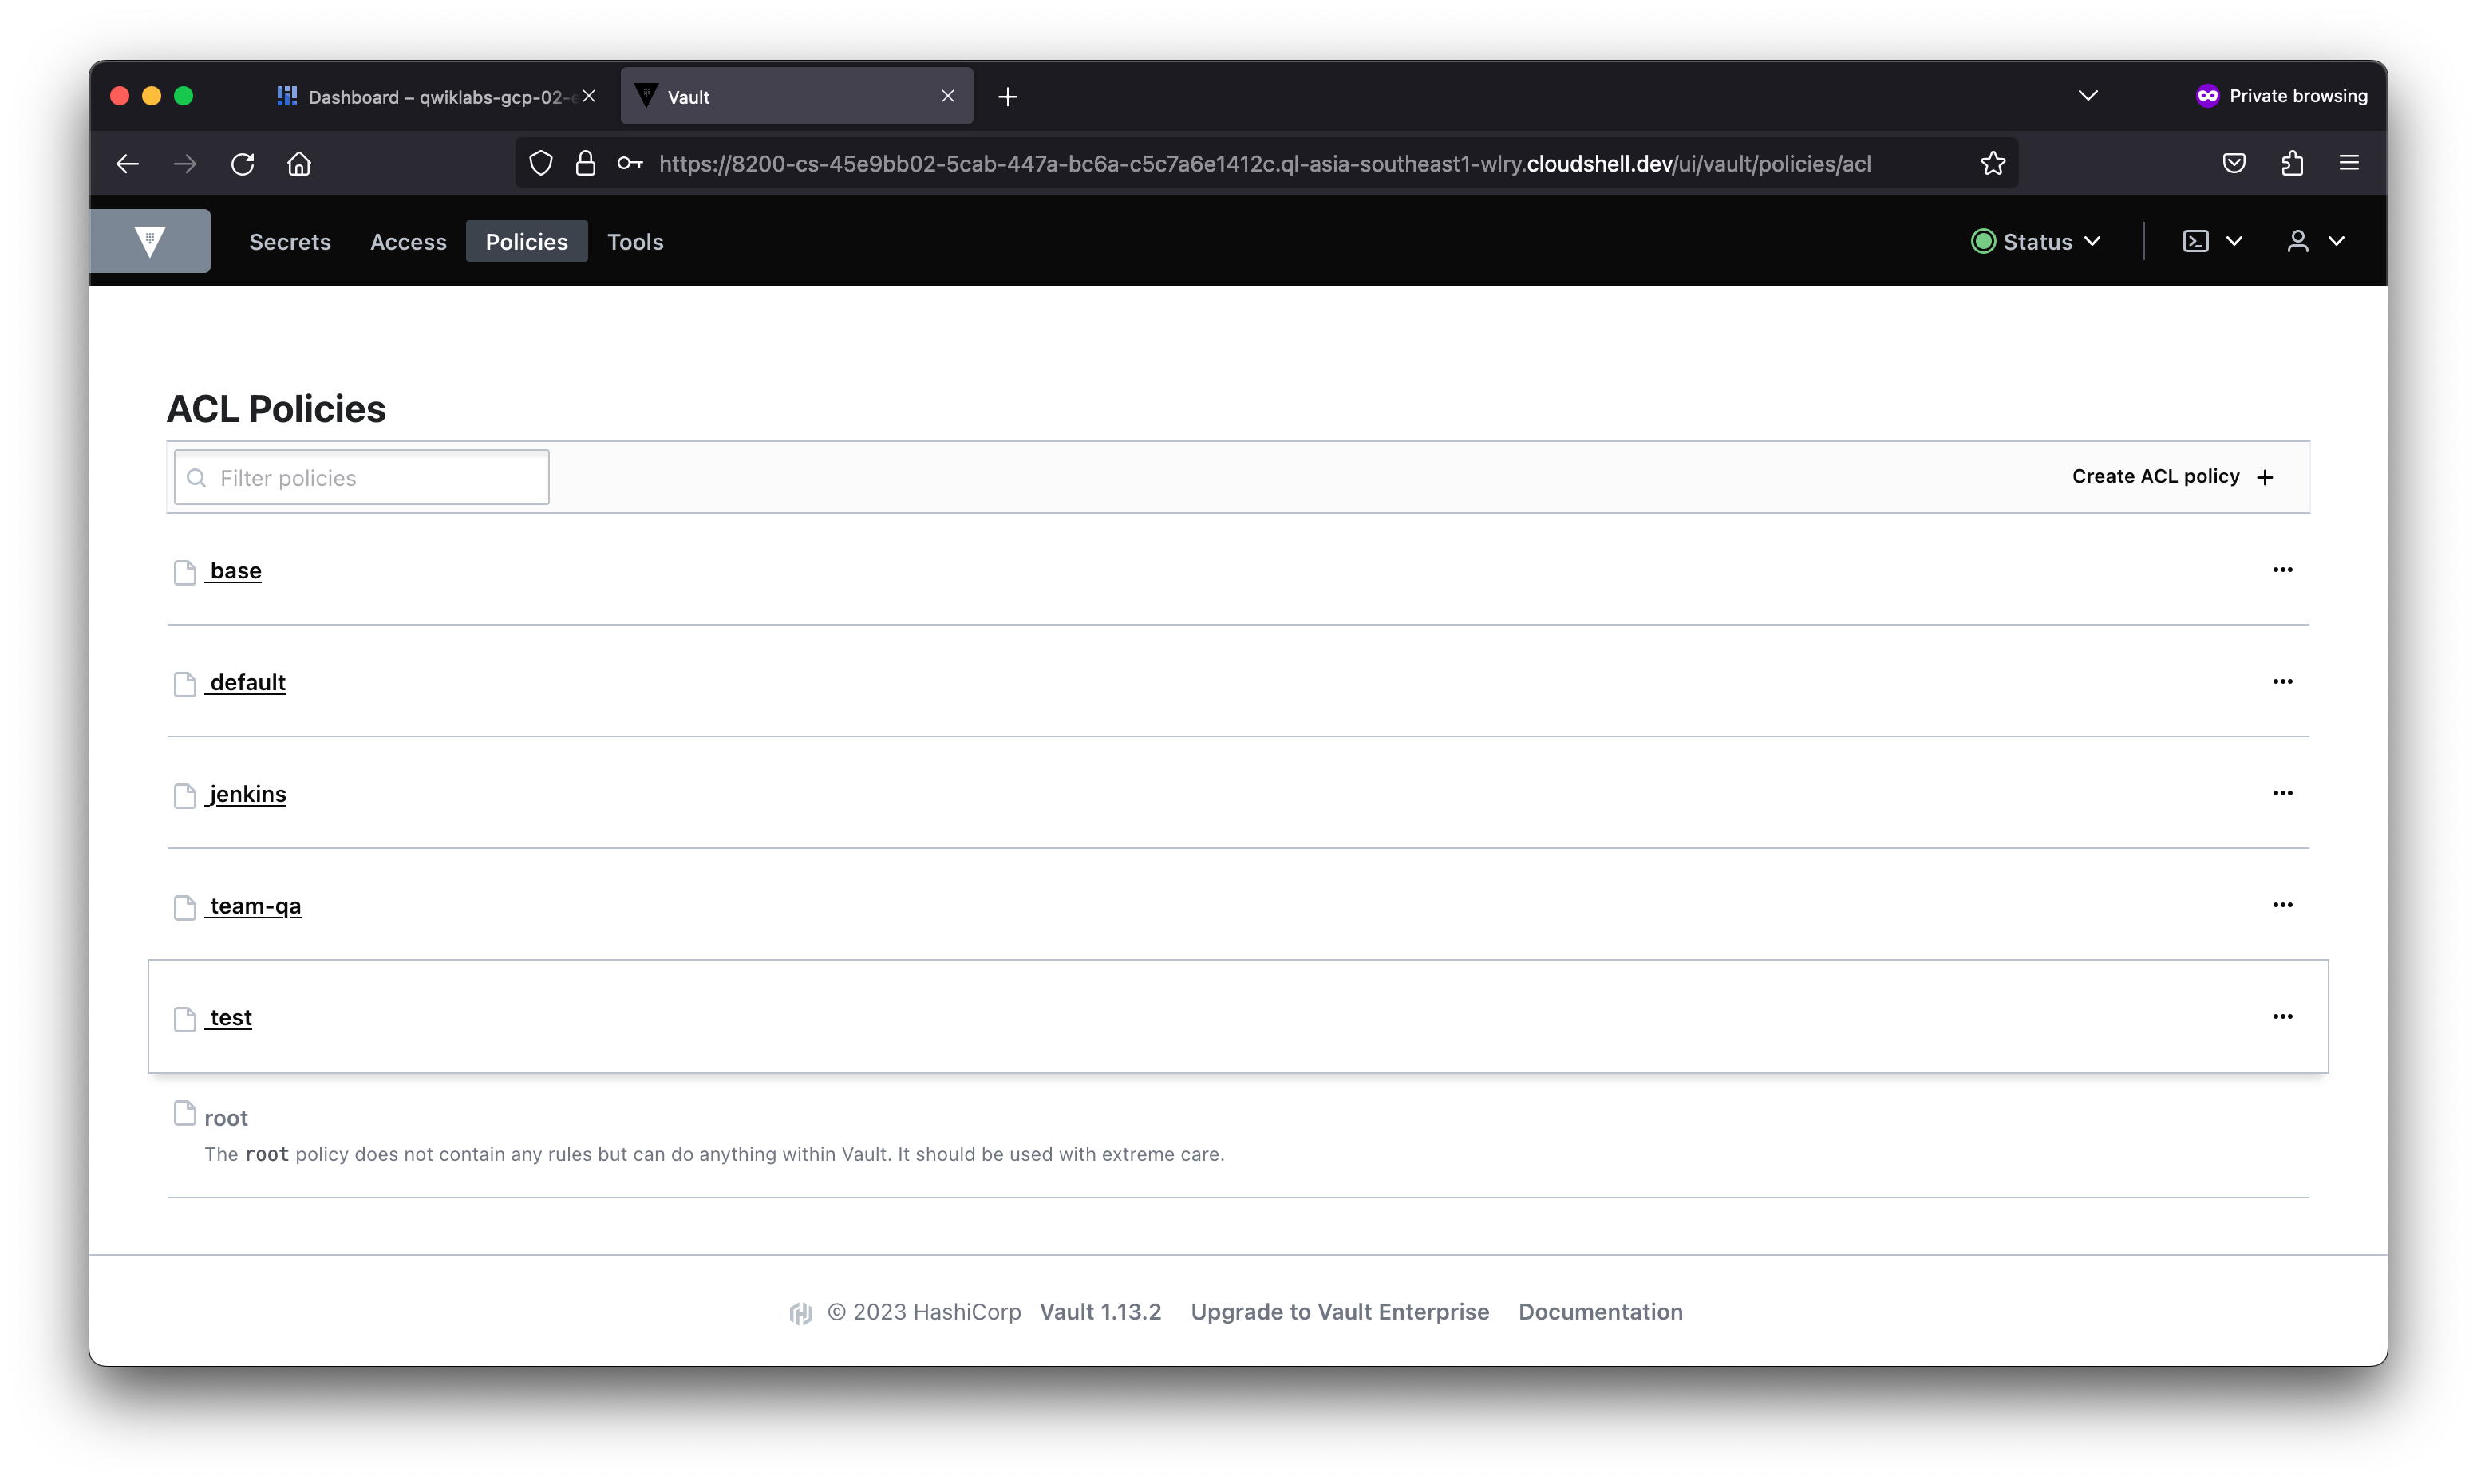 Dashboard – qwiklabs-gcp-02-
Vault
Private browsing
https://8200-cs-45e9bb02-5cab-447a-bc6a-c5c7a6e1412c.ql-asia-southeast1-wlry.cloudshell.dev/ui/vault/policies/acl
Secrets Access Policies Tools Status
ACL Policies
Filter policies Create ACL policy +
base
default
jenkins
team-qa
test
root
The root policy does not contain any rules but can do anything within Vault. It should be used with extreme care.
© 2023 HashiCorp Vault 1.13.2 Upgrade to Vault Enterprise Documentation